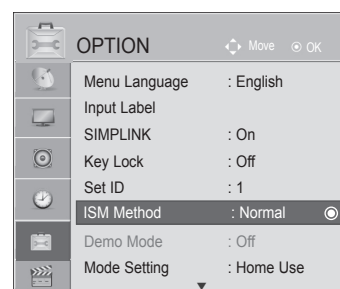 OPTION Move OK
Menu Language : English
Input Label
SIMPLINK : On
Key Lock : Off
Set ID : 1
ISM Method : Normal
Demo Mode : Off
Mode Setting : Home Use